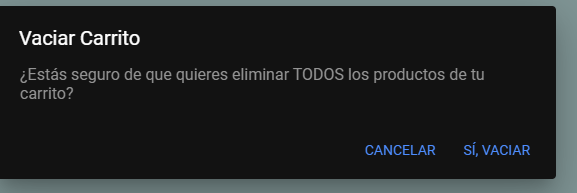 Vaciar Carrito
¿Estás seguro de que quieres eliminar TODOS los productos de tu
carrito?
CANCELAR SÍ, VACIAR